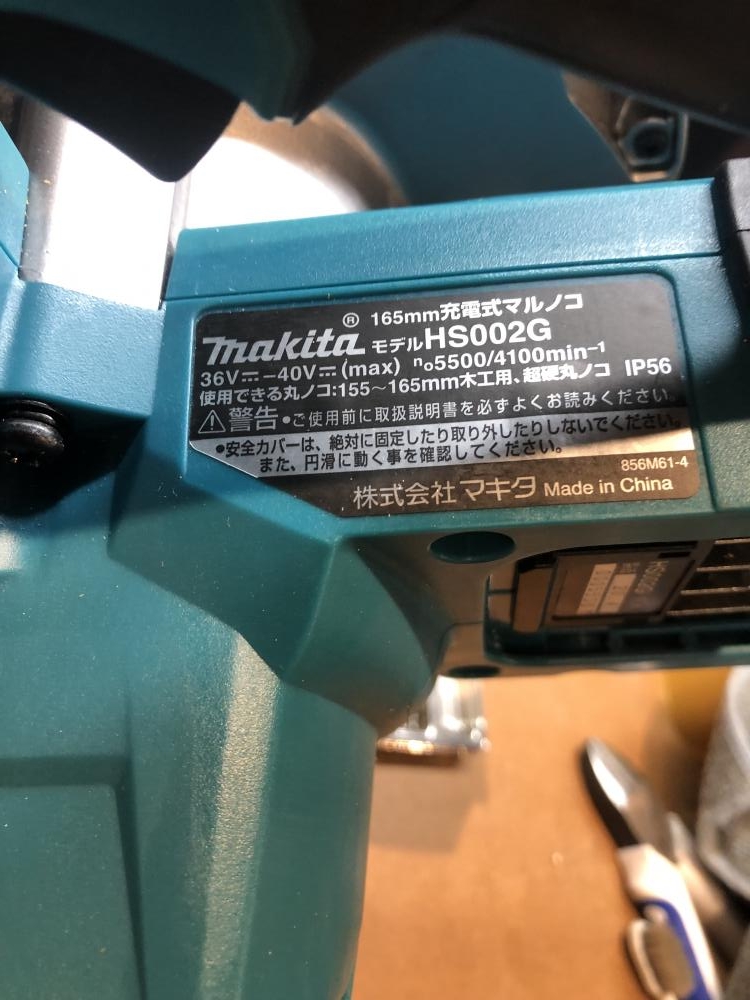 165mm充電式マルノコ
makita® モデルHS002G
36V⎓–40V⎓(max) n₀5500/4100min⁻¹
使用できる丸ノコ:155~165mm木工用、超硬丸ノコ IP56
⚠警告 •ご使用前に取扱説明書を必ずよくお読みください。
•安全カバーは、絶対に固定したり取り外したりしないでください。
また、円滑に動く事を確認してください。
856M61-4
株式会社マキタ Made in China